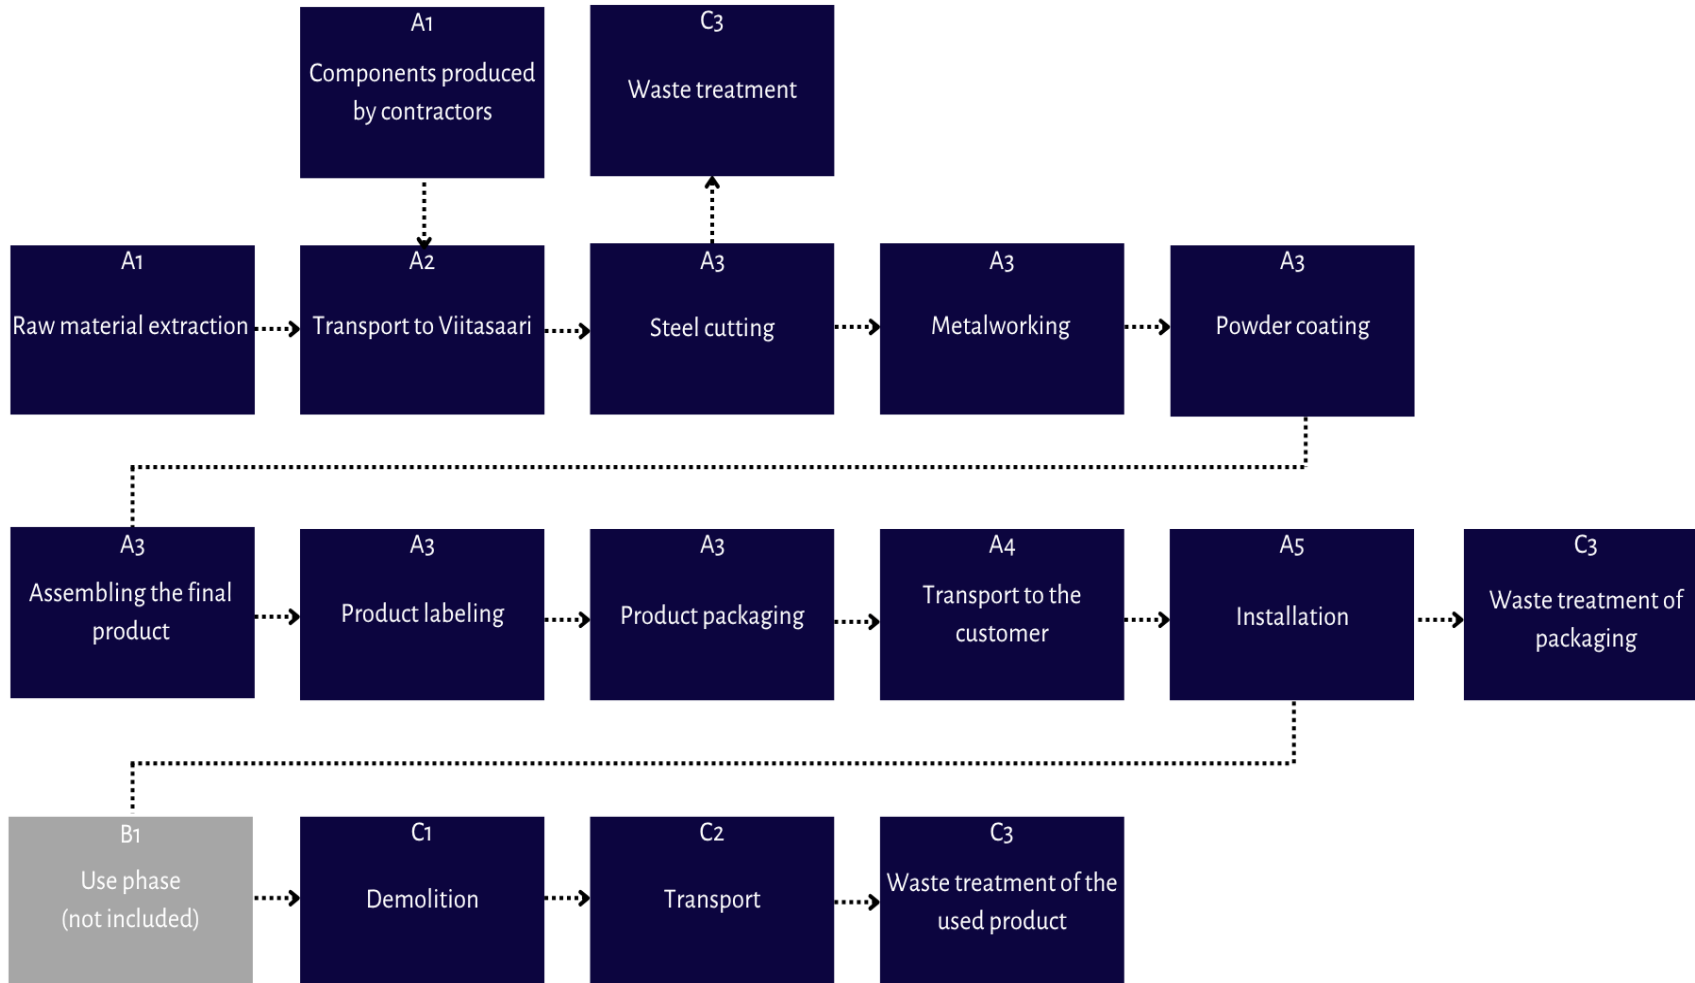 A1
Components produced
by contractors
C3
Waste treatment
A1
Raw material extraction
A2
Transport to Viitasaari
A3
Steel cutting
A3
Metalworking
A3
Powder coating
A3
Assembling the final
product
A3
Product labeling
A3
Product packaging
A4
Transport to the
customer
A5
Installation
C3
Waste treatment of
packaging
B1
Use phase
(not included)
C1
Demolition
C2
Transport
C3
Waste treatment of the
used product